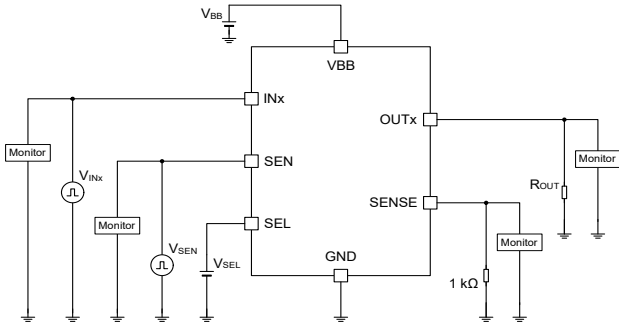 VBB
VBB
INx
OUTx
Monitor
VINx
SEN
Monitor
ROUT
SENSE
Monitor
SEL
VSEN
VSEL
GND
Monitor
1 kΩ